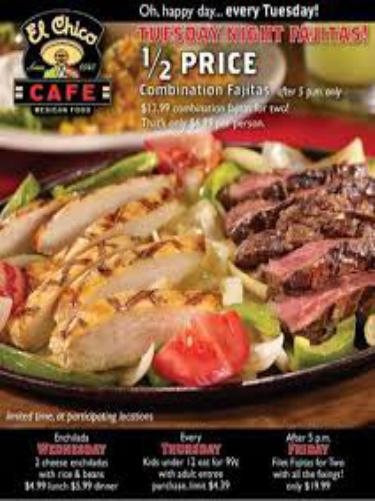 Oh, happy day... every Tuesday!
TUESDAY NIGHT FAJITAS!
1/2 PRICE
Combination Fajitas after 5 p.m. only
$13.99 combination fajitas for two!
That's only $6.99 per person.
El Chico
CAFE
MEXICAN FOOD
limited time, at participating locations
Enchilada
WEDNESDAY
2 cheese enchiladas
with rice & beans
$4.99 lunch $5.99 dinner
Every
THURSDAY
Kids under 12 eat for 99¢
with adult entree
purchase, limit $4.39
After 5 p.m.
FRIDAY
Filet Fajitas for Two
with all the fixings!
only $19.99